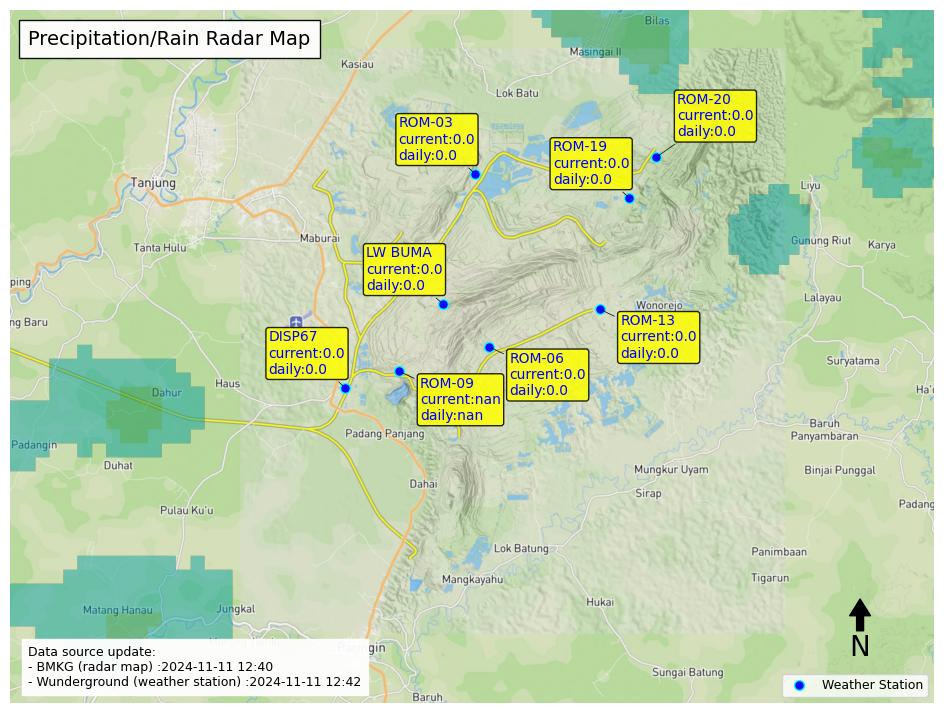 Precipitation/Rain Radar Map
Bilas
Masingai II
Kasiau
Lok Batu
ROM-20
current:0.0
daily:0.0
ROM-03
current:0.0
daily:0.0
ROM-19
current:0.0
daily:0.0
Tanjung
Liyu
Maburai
Tanta Hulu
Gunung Riut
Karya
LW BUMA
current:0.0
daily:0.0
ping
Lalayau
Wonorejo
ng Baru
ROM-13
current:0.0
daily:0.0
DISP67
current:0.0
daily:0.0
ROM-06
current:0.0
daily:0.0
Suryatama
Haus
Dahur
ROM-09
current:nan
daily:nan
Ha'
Baruh
Panyambaran
Padang Panjang
Padangin
Duhat
Mungkur Uyam
Binjai Punggal
Dahai
Sirap
Padang
Pulau Ku'u
Lok Batung
Panimbaan
Mangkayahu
Tigarun
Matang Hanau
Jungkal
Hukai
N
Data source update:
- BMKG (radar map) :2024-11-11 12:40
- Wunderground (weather station) :2024-11-11 12:42
Sungai Batung
Baruh
Weather Station